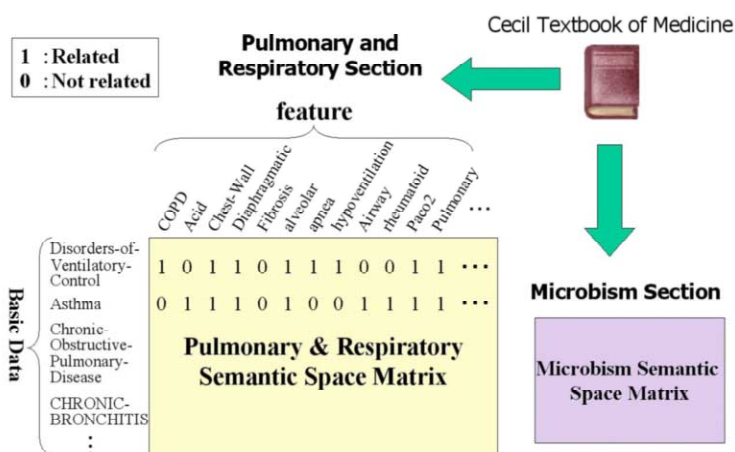 Cecil Textbook of Medicine
1 : Related
0 : Not related
Pulmonary and
Respiratory Section
feature
COPD
Acid
Chest-Wall
Diaphragmatic
Fibrosis
alveolar
apnea
hypoventilation
Airway
rheumatoid
Paco2
Pulmonary
...
Basic Data
Disorders-of-
Ventilatory-
Control
1 0 1 1 0 1 1 1 0 0 1 1 ...
Asthma
0 1 1 1 0 1 0 0 1 1 1 1 ...
Chronic-
Obstructive-
Pulmonary-
Disease
CHRONIC-
BRONCHITIS
:
Pulmonary & Respiratory
Semantic Space Matrix
Microbism Section
Microbism Semantic
Space Matrix